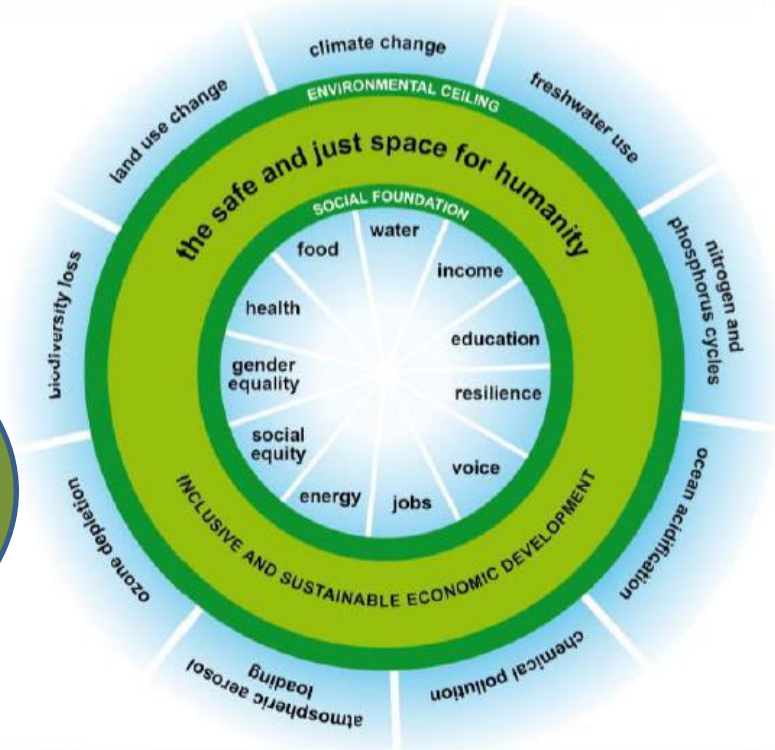 climate change
freshwater use
nitrogen and
phosphorus cycles
ocean acidification
chemical pollution
atmospheric aerosol
loading
ozone depletion
biodiversity loss
land use change
ENVIRONMENTAL CEILING
the safe and just space for humanity
SOCIAL FOUNDATION
water
income
education
resilience
voice
jobs
energy
social
equity
gender
equality
health
food
INCLUSIVE AND SUSTAINABLE ECONOMIC DEVELOPMENT